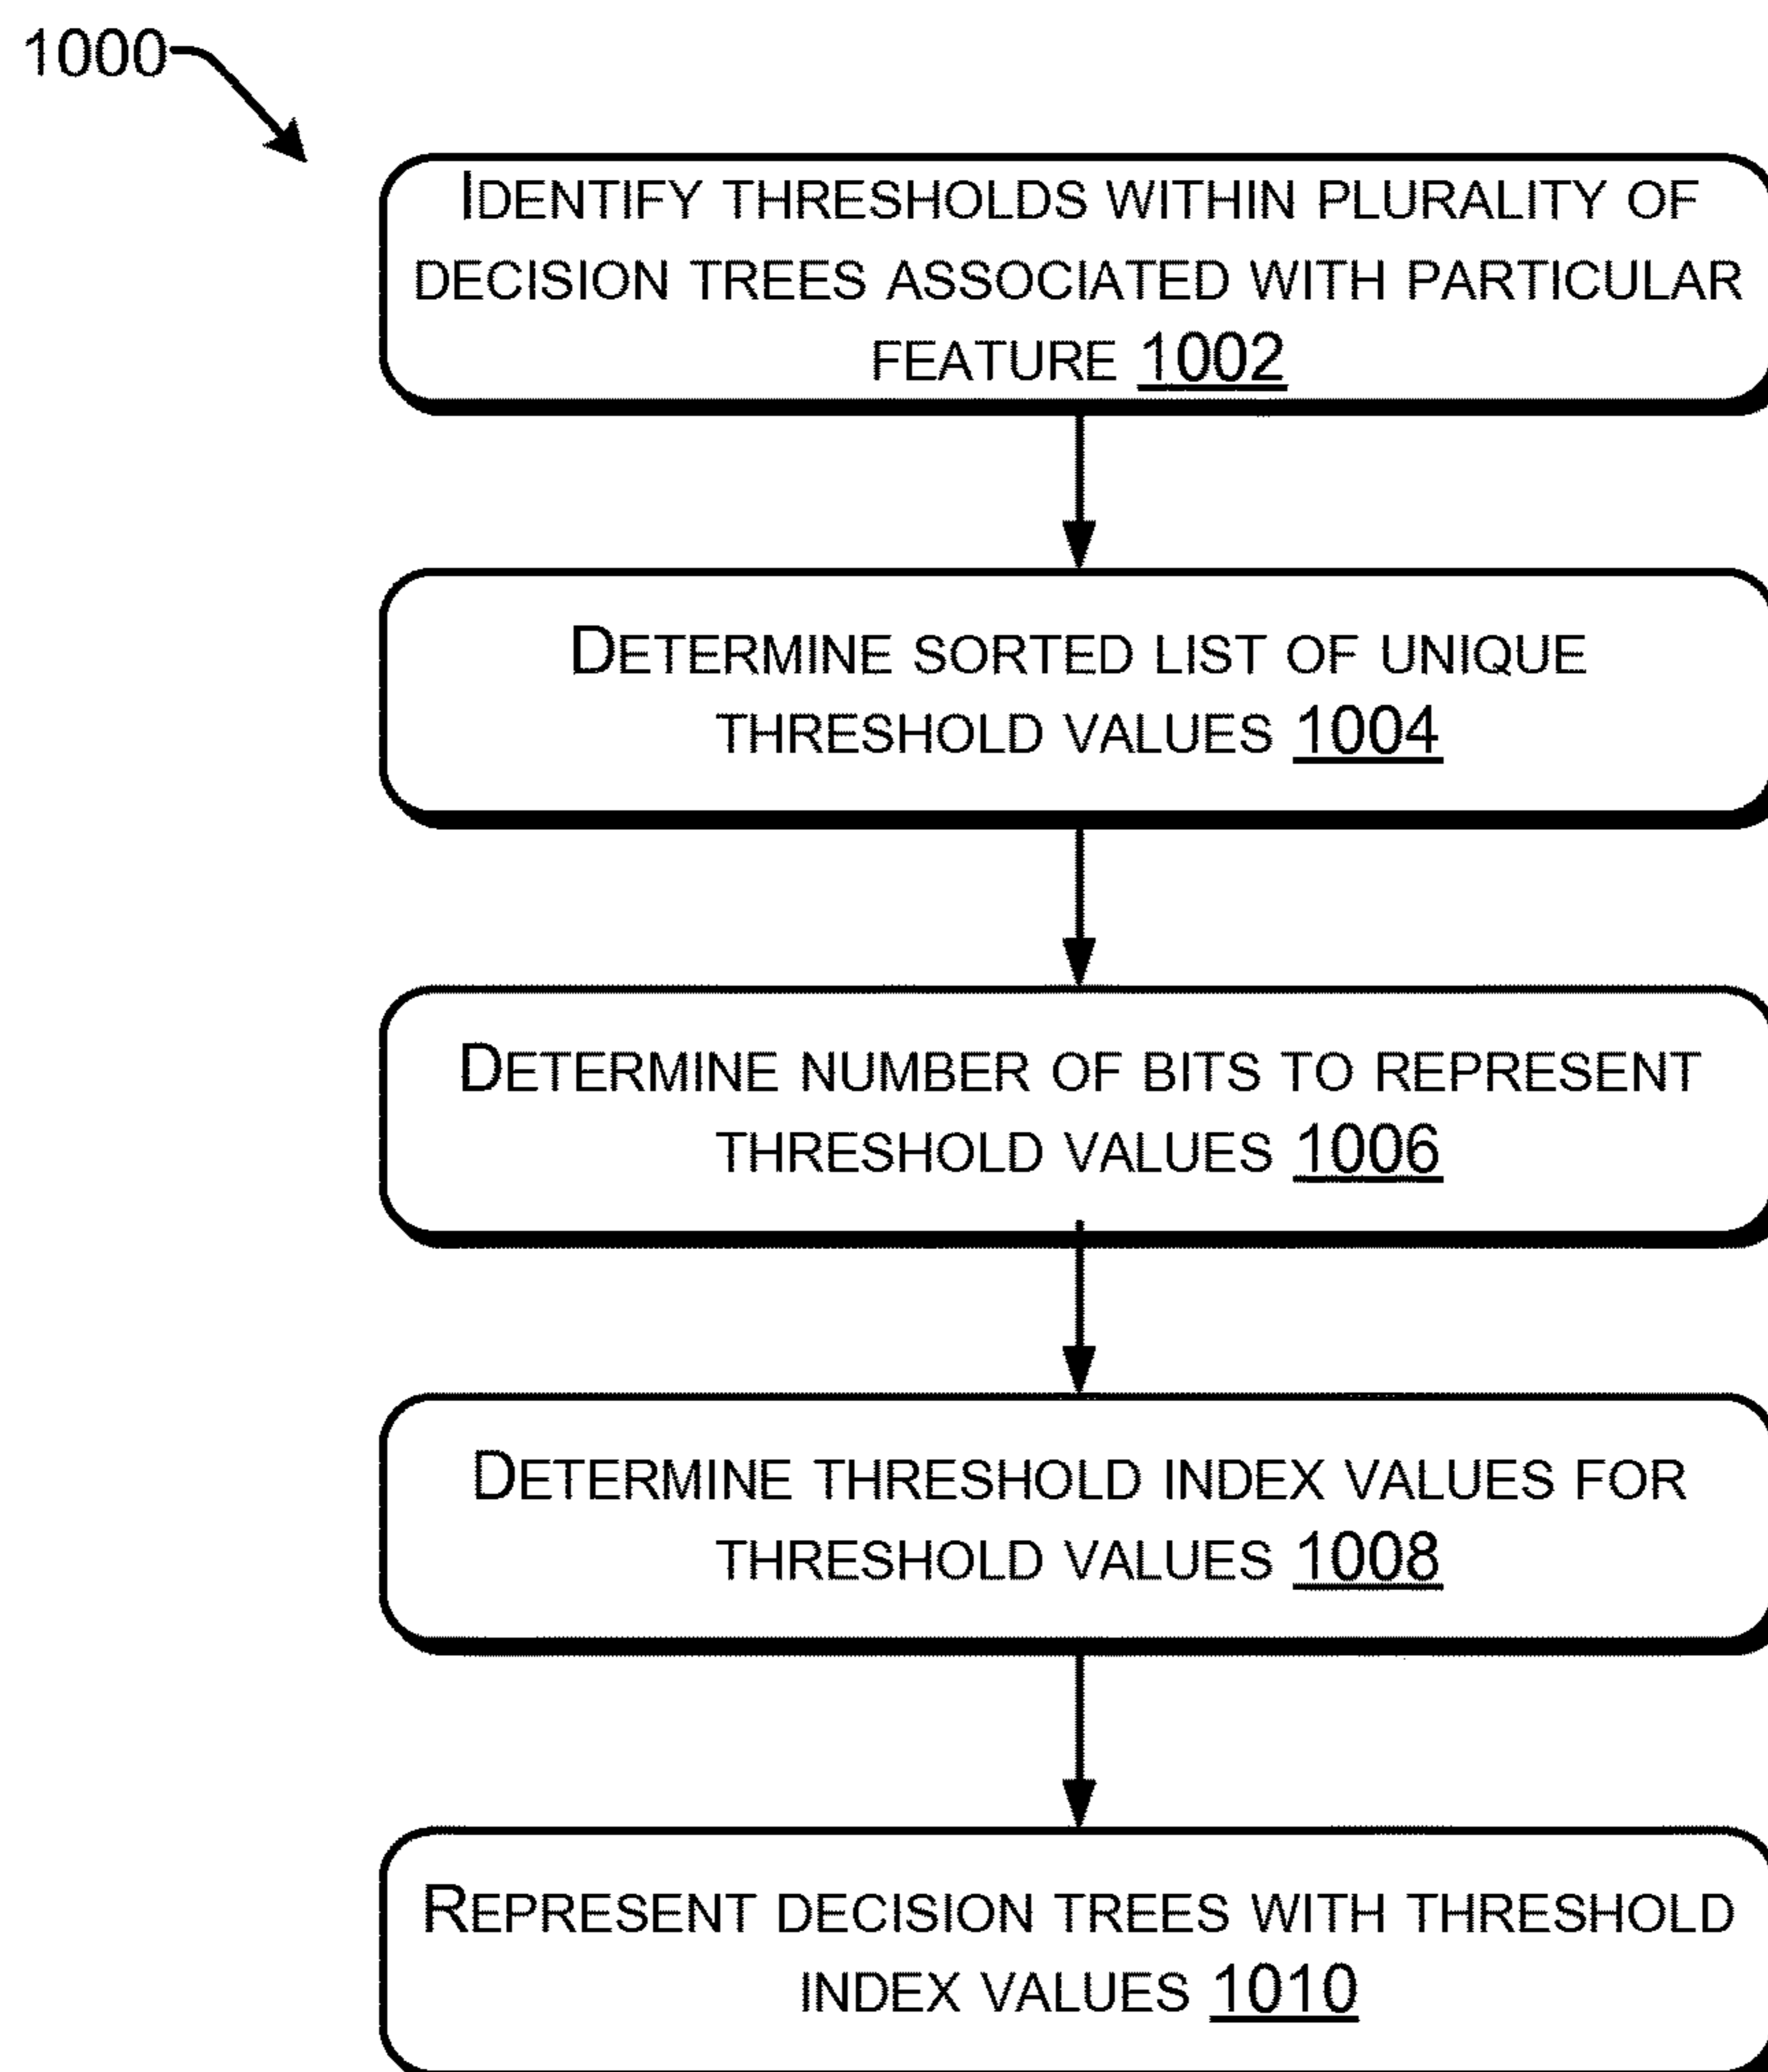 1000
IDENTIFY THRESHOLDS WITHIN PLURALITY OF
DECISION TREES ASSOCIATED WITH PARTICULAR
FEATURE 1002
DETERMINE SORTED LIST OF UNIQUE
THRESHOLD VALUES 1004
DETERMINE NUMBER OF BITS TO REPRESENT
THRESHOLD VALUES 1006
DETERMINE THRESHOLD INDEX VALUES FOR
THRESHOLD VALUES 1008
REPRESENT DECISION TREES WITH THRESHOLD
INDEX VALUES 1010